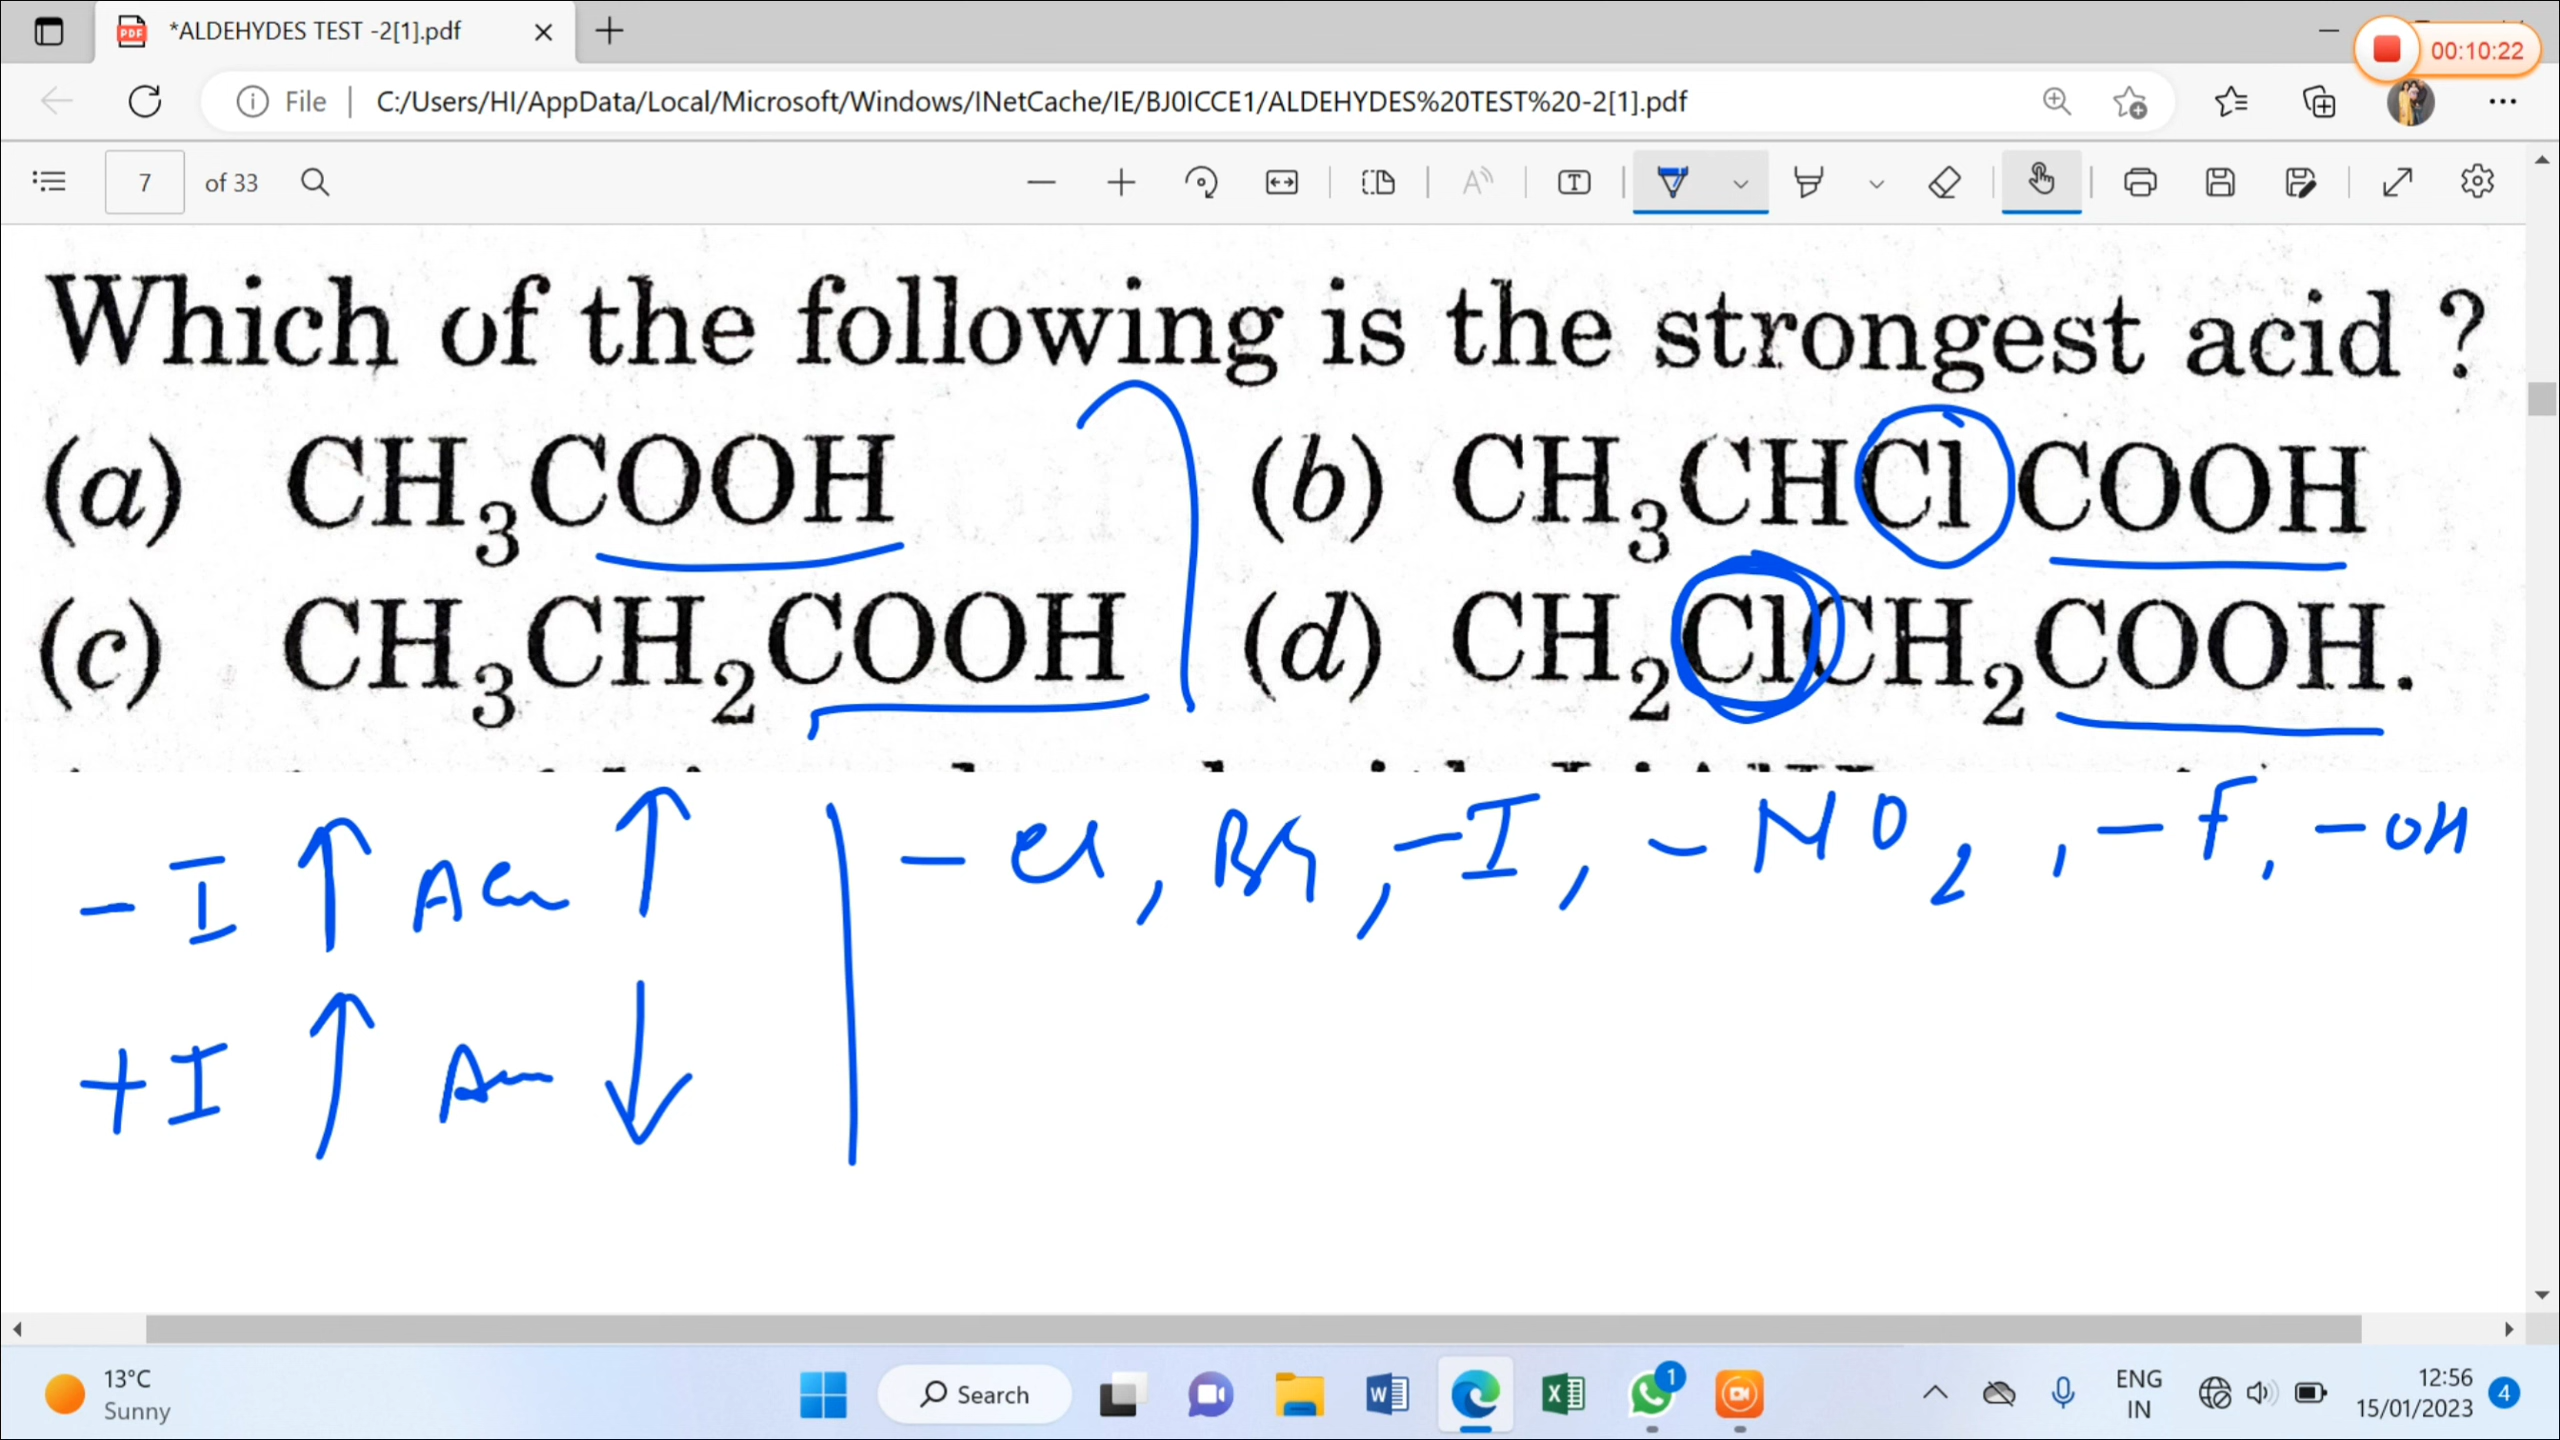 *ALDEHYDES TEST -2[1].pdf
00:10:22
File | C:/Users/HI/AppData/Local/Microsoft/Windows/INetCache/IE/BJ0ICCE1/ALDEHYDES%20TEST%20-2[1].pdf
7 of 33
Which of the following is the strongest acid ?
(a) CH₃COOH (b) CH₃CHClCOOH
(c) CH₃CH₂COOH (d) CH₂ClCH₂COOH.
-I ↑ ↑ - Cl, Br, -I, - NO₂, -F, -OH
+I ↑ ↓
13°C
Sunny
Search
1
ENG
IN
12:56
15/01/2023
4